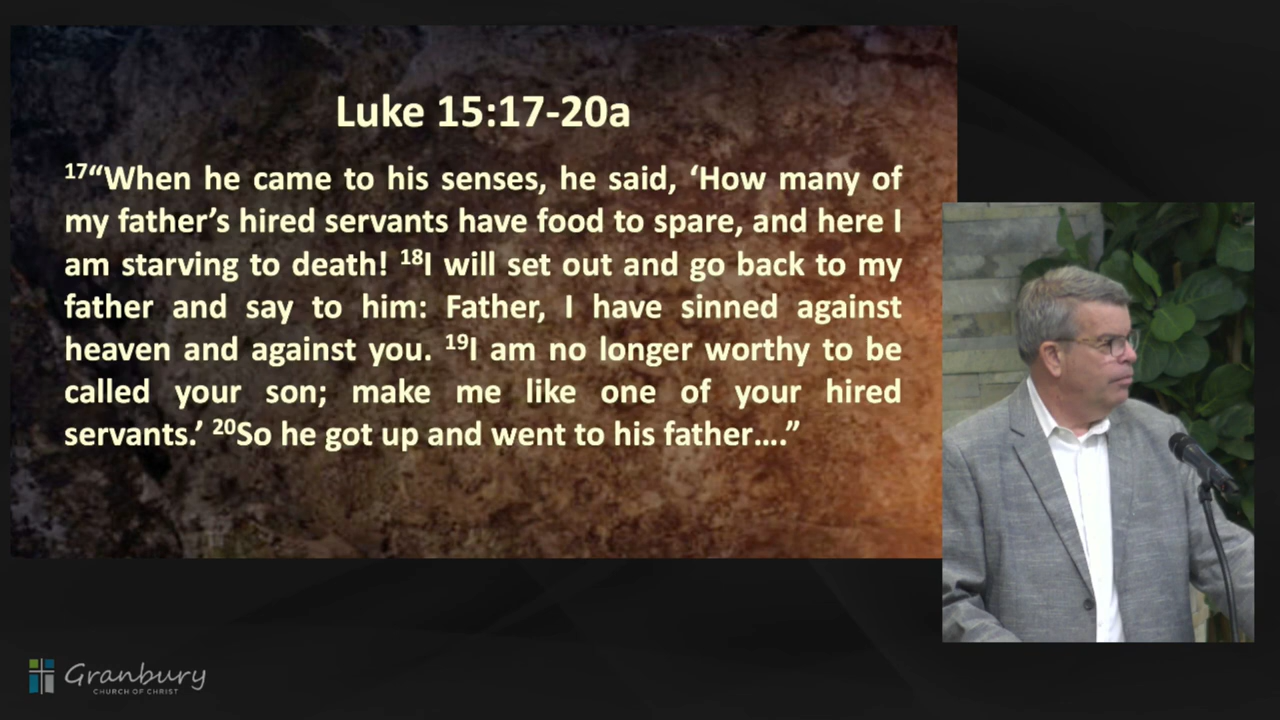 Luke 15:17-20a
17“When he came to his senses, he said, ‘How many of
my father’s hired servants have food to spare, and here I
am starving to death! 18I will set out and go back to my
father and say to him: Father, I have sinned against
heaven and against you. 19I am no longer worthy to be
called your son; make me like one of your hired
servants.’ 20So he got up and went to his father….”
Granbury
CHURCH OF CHRIST